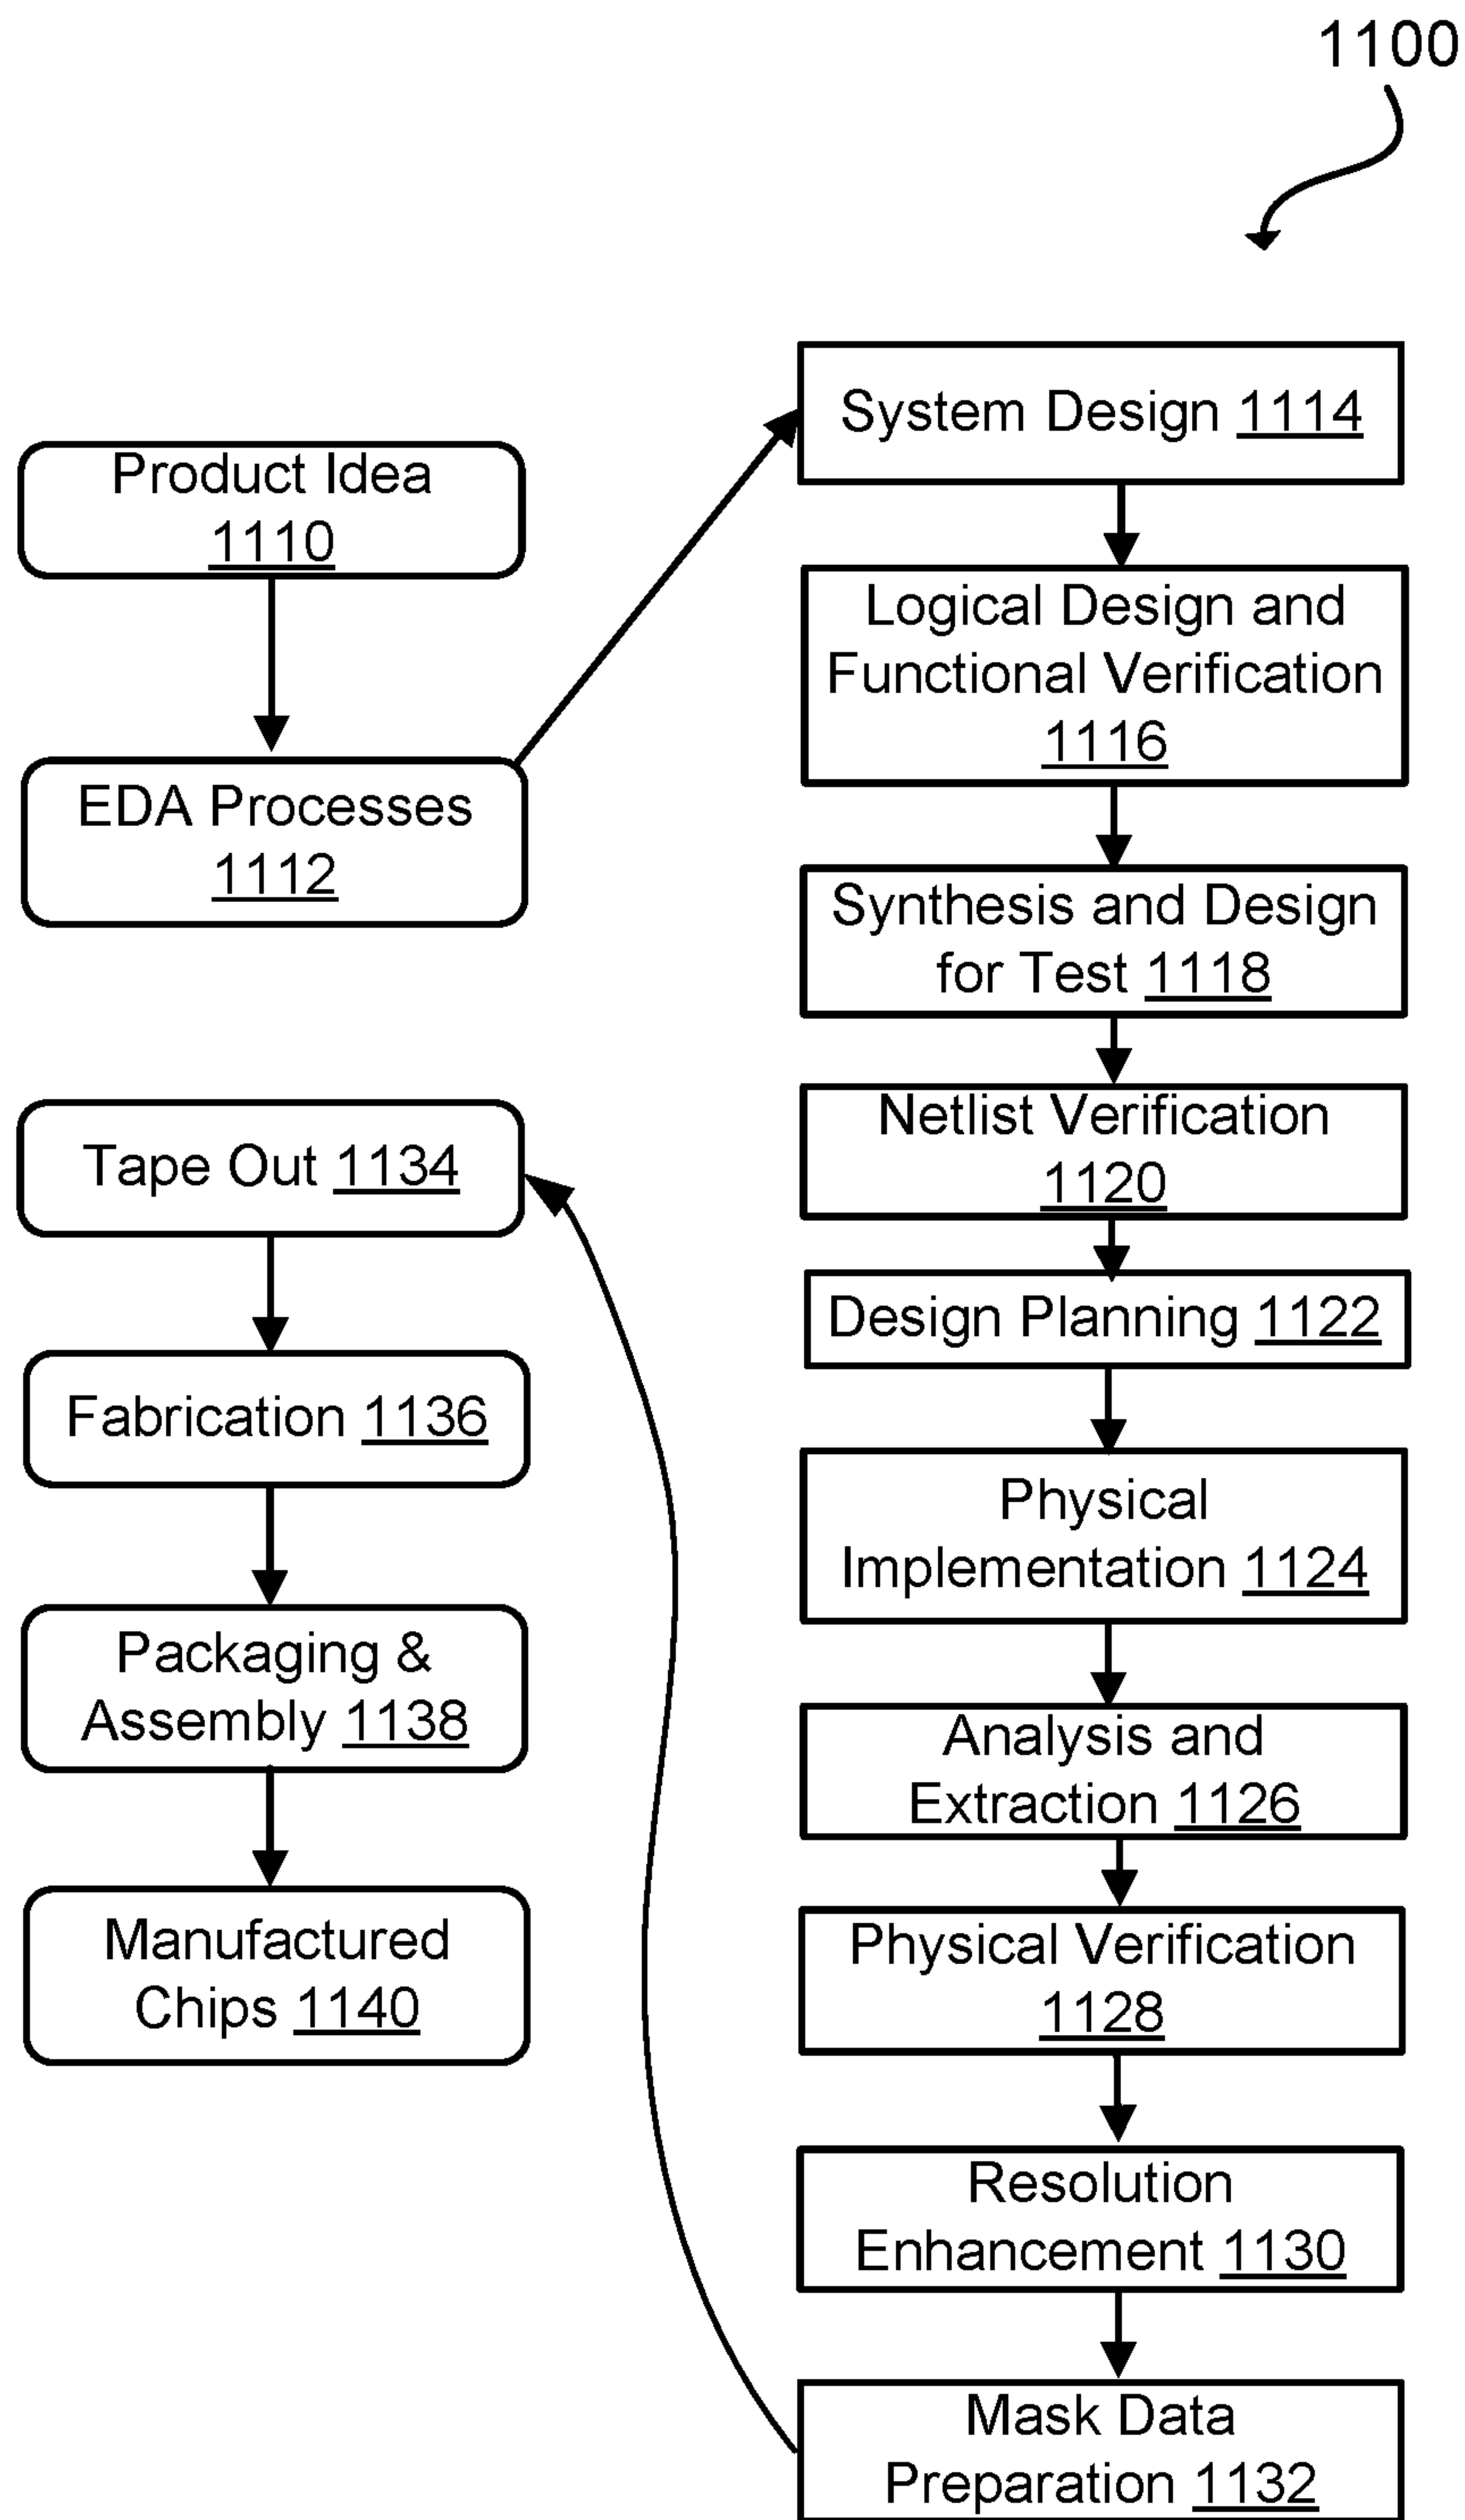 1100
Product Idea
1110
EDA Processes
1112
System Design 1114
Logical Design and
Functional Verification
1116
Synthesis and Design
for Test 1118
Netlist Verification
1120
Design Planning 1122
Physical
Implementation 1124
Analysis and
Extraction 1126
Physical Verification
1128
Resolution
Enhancement 1130
Mask Data
Preparation 1132
Tape Out 1134
Fabrication 1136
Packaging &
Assembly 1138
Manufactured
Chips 1140